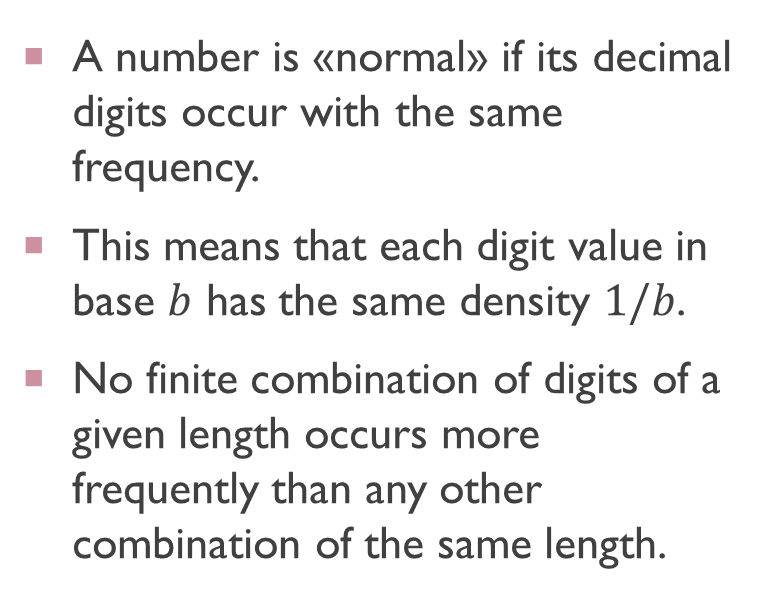 A number is «normal» if its decimal
digits occur with the same
frequency.
This means that each digit value in
base b has the same density 1/b.
No finite combination of digits of a
given length occurs more
frequently than any other
combination of the same length.